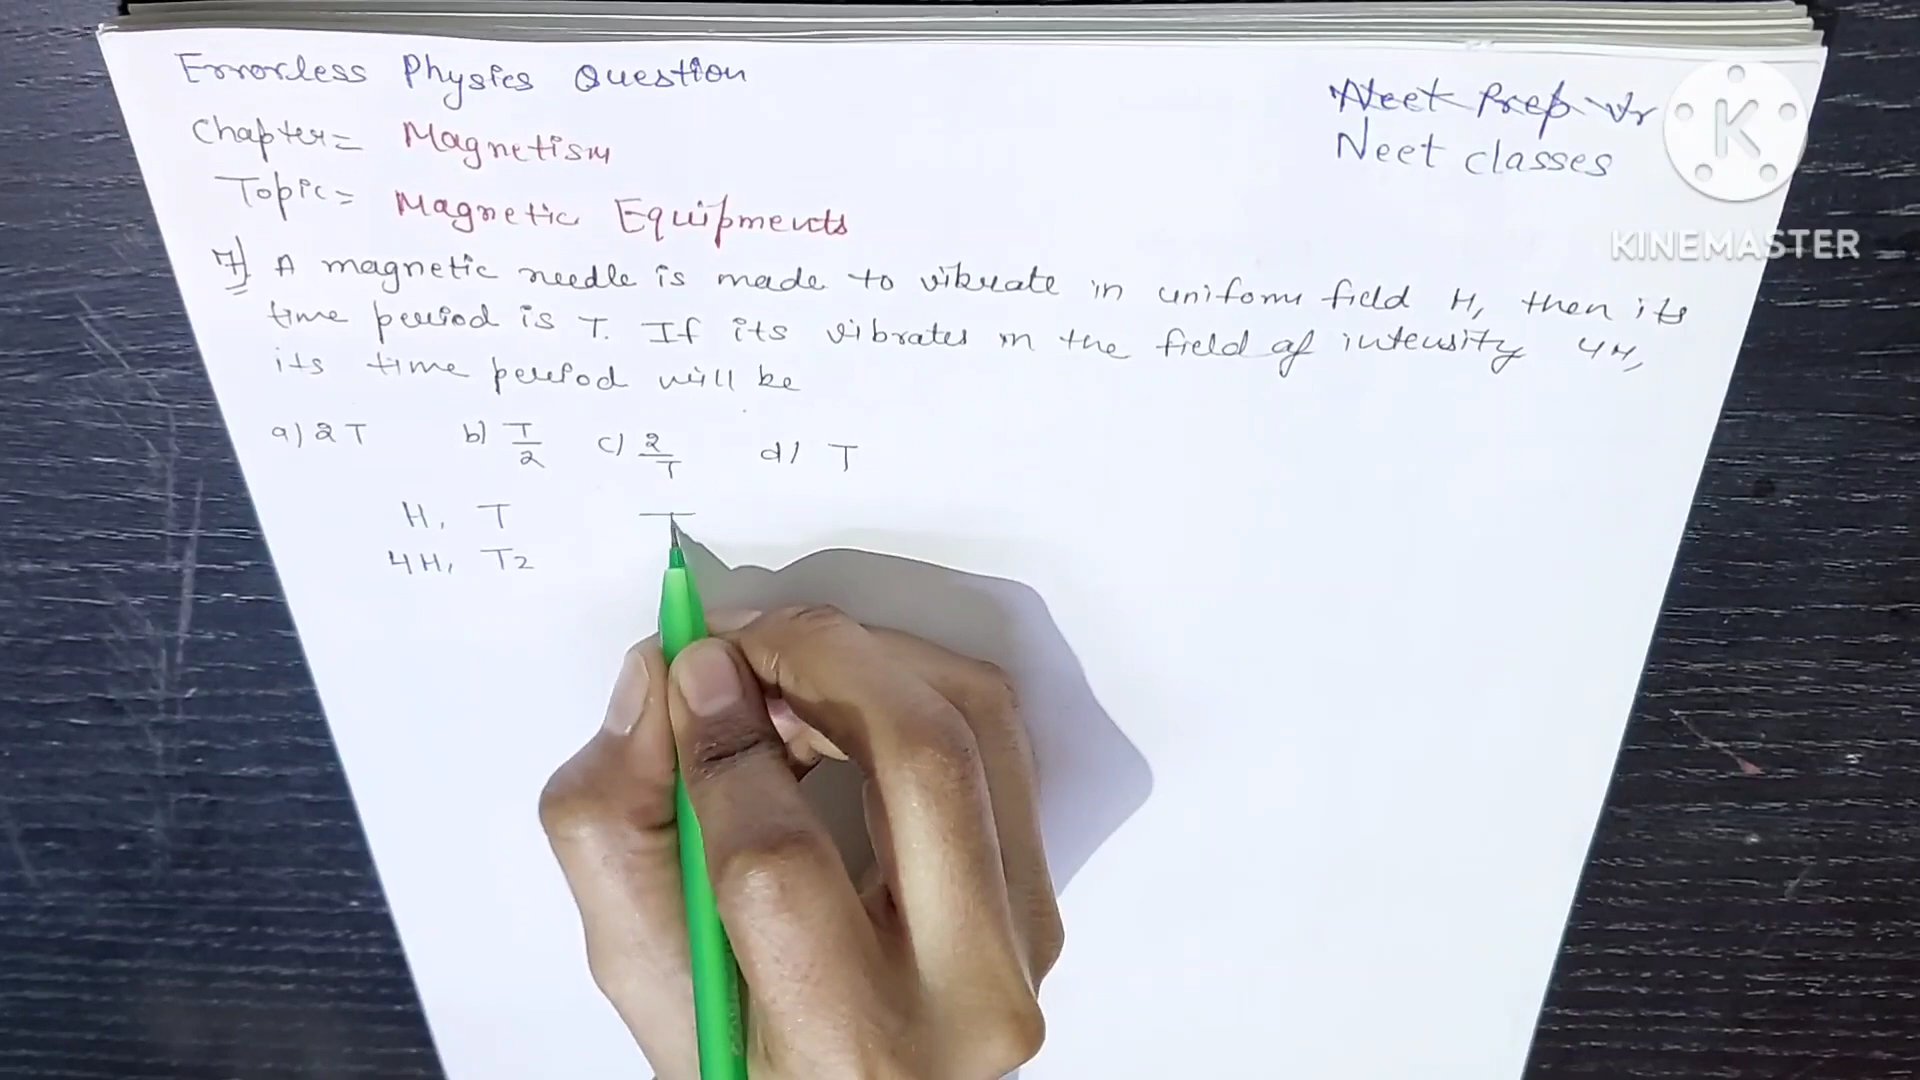 Errorless Physics Question
Neet Prep Vr
Neet classes
KINEMASTER
Chapter = Magnetism
Topic = Magnetic Equipments
7) A magnetic needle is made to vibrate in uniform field H, then its
time period is T. If its vibrates in the field of intensity 4H,
its time period will be
a) 2T b) T/2 c) 2/T d) T
H, T
4H, T2